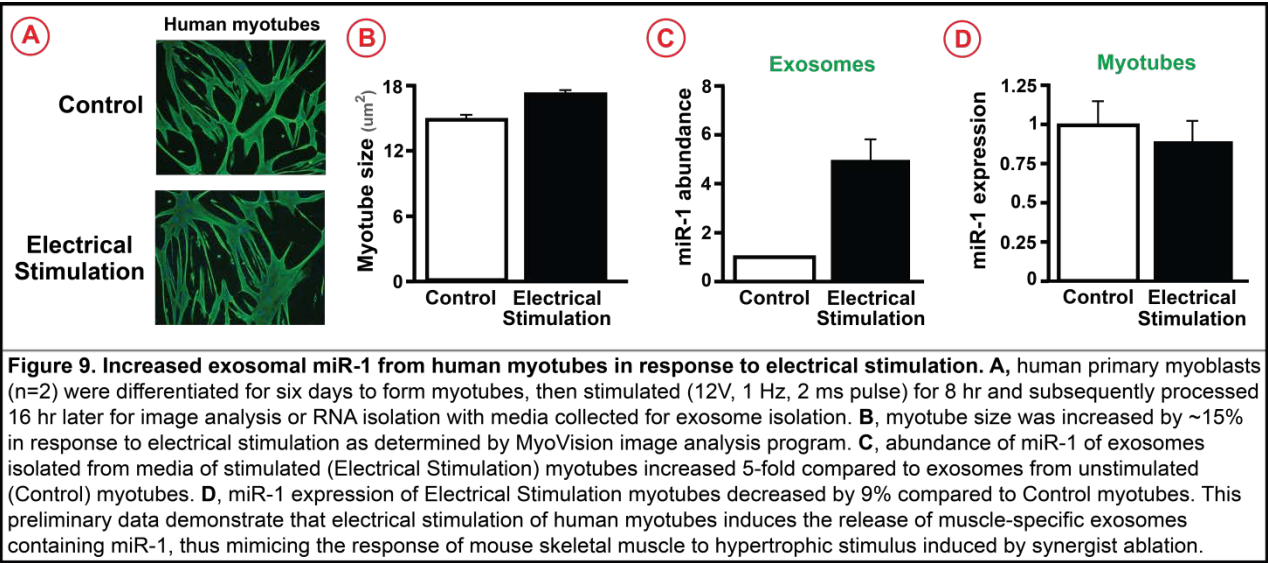 A
Human myotubes
Control
Electrical
Stimulation
B
Myotube size (um²)
18
12
6
0
Control
Electrical
Stimulation
C
Exosomes
miR-1 abundance
8
6
4
2
0
Control
Electrical
Stimulation
D
Myotubes
miR-1 expression
1.25
1
0.75
0.5
0.25
0
Control
Electrical
Stimulation
Figure 9. Increased exosomal miR-1 from human myotubes in response to electrical stimulation. A, human primary myoblasts
(n=2) were differentiated for six days to form myotubes, then stimulated (12V, 1 Hz, 2 ms pulse) for 8 hr and subsequently processed
16 hr later for image analysis or RNA isolation with media collected for exosome isolation. B, myotube size was increased by ~15%
in response to electrical stimulation as determined by MyoVision image analysis program. C, abundance of miR-1 of exosomes
isolated from media of stimulated (Electrical Stimulation) myotubes increased 5-fold compared to exosomes from unstimulated
(Control) myotubes. D, miR-1 expression of Electrical Stimulation myotubes decreased by 9% compared to Control myotubes. This
preliminary data demonstrate that electrical stimulation of human myotubes induces the release of muscle-specific exosomes
containing miR-1, thus mimicing the response of mouse skeletal muscle to hypertrophic stimulus induced by synergist ablation.